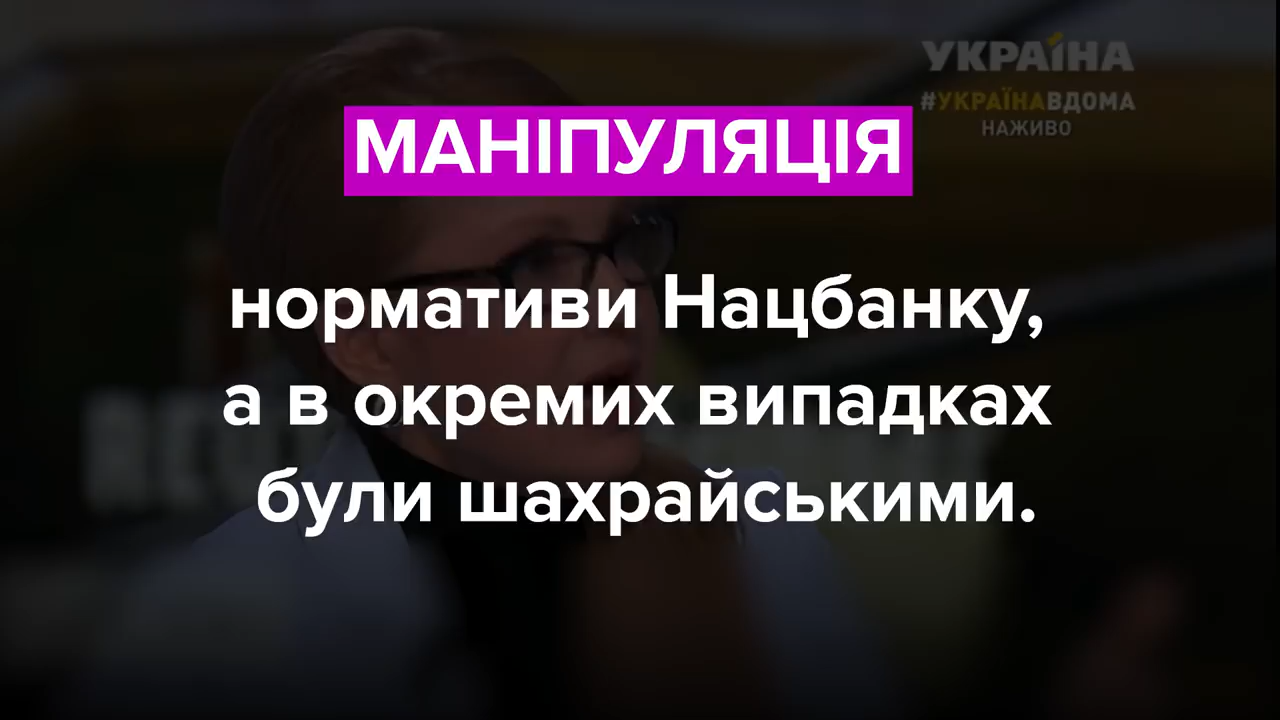 УКРАЇНА
#УКРАЇНАВДОМА
НАЖИВО
МАНІПУЛЯЦІЯ
нормативи Нацбанку,
а в окремих випадках
були шахрайськими.